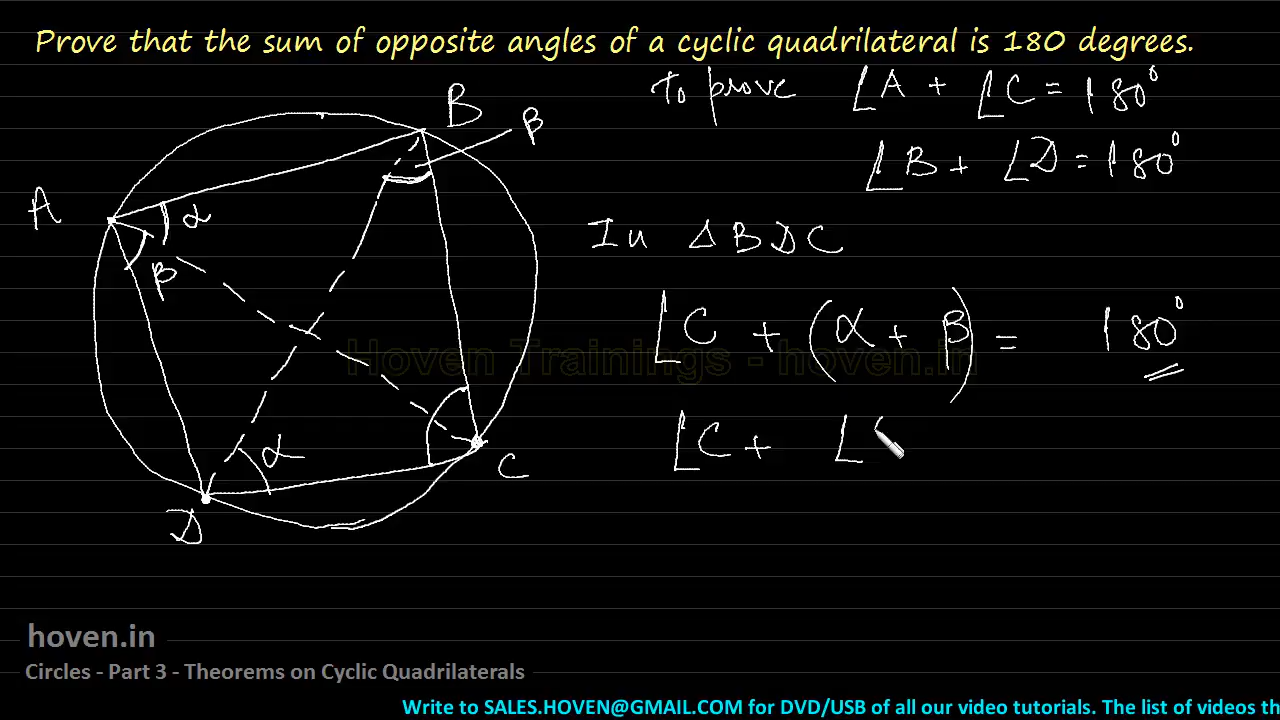 Prove that the sum of opposite angles of a cyclic quadrilateral is 180 degrees.
To prove ∠A + ∠C = 180°
∠B + ∠D = 180°
B
β
A
α
β
In Δ BDC
∠C + (α + β) = 180°
Hoven Trainings - hoven.in
∠C + ∠
α
C
D
hoven.in
Circles - Part 3 - Theorems on Cyclic Quadrilaterals
Write to SALES.HOVEN@GMAIL.COM for DVD/USB of all our video tutorials. The list of videos th